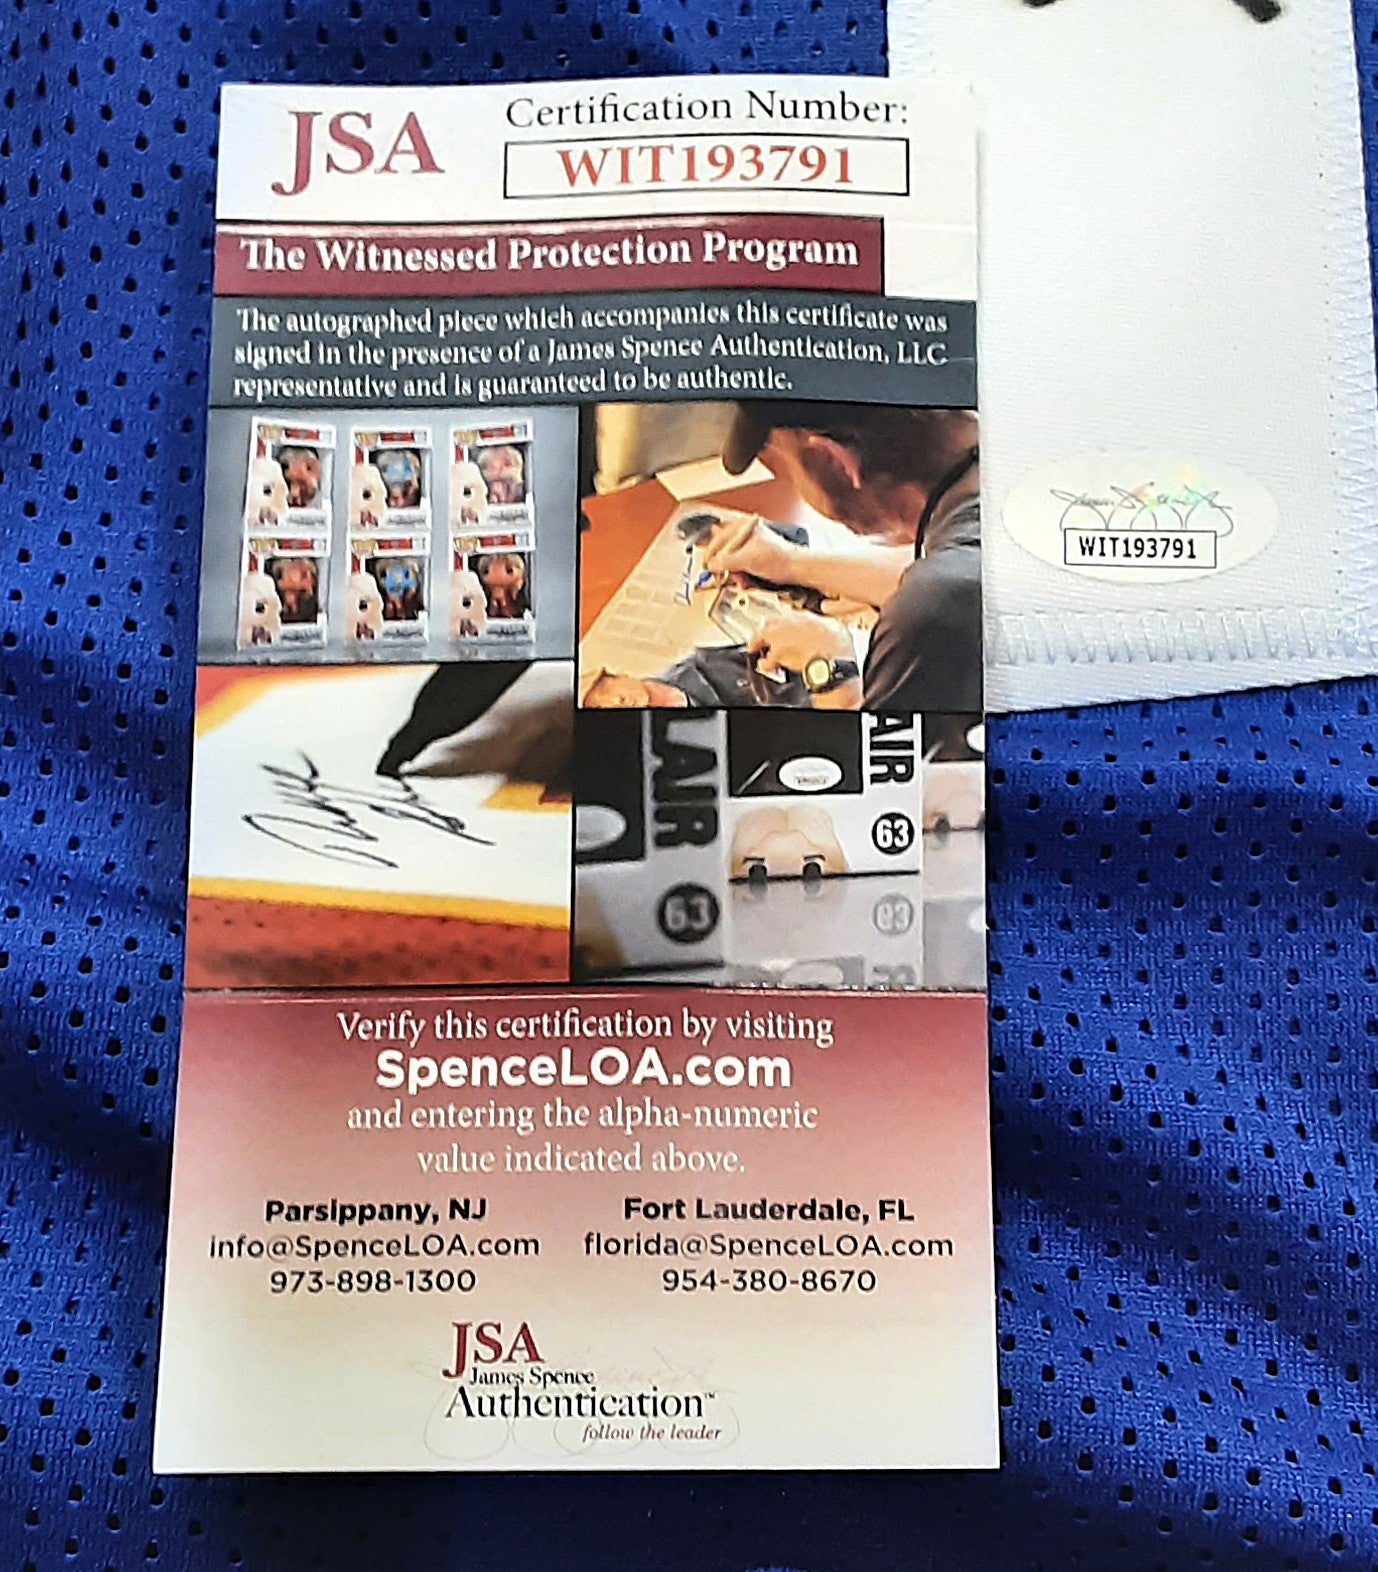 JSA
Certification Number:
WIT193791
The Witnessed Protection Program
The autographed piece which accompanies this certificate was
signed in the presence of a James Spence Authentication, LLC
representative and is guaranteed to be authentic.
WIT193791
LAIR
63
AIR
63
63
Verify this certification by visiting
SpenceLOA.com
and entering the alpha-numeric
value indicated above.
Parsippany, NJ
info@SpenceLOA.com
973-898-1300
Fort Lauderdale, FL
florida@SpenceLOA.com
954-380-8670
JSA
James Spence
Authentication™
follow the leader